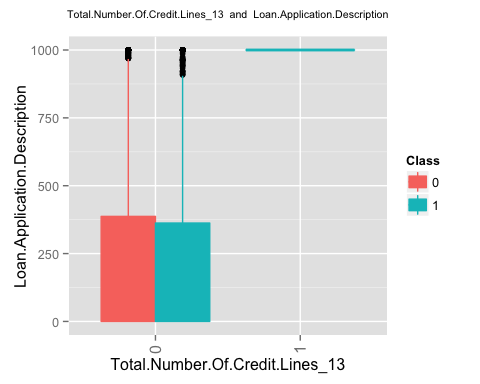 Total.Number.Of.Credit.Lines_13 and Loan.Application.Description
1000
750
500
250
0
Loan.Application.Description
0
1
Total.Number.Of.Credit.Lines_13
Class
0
1